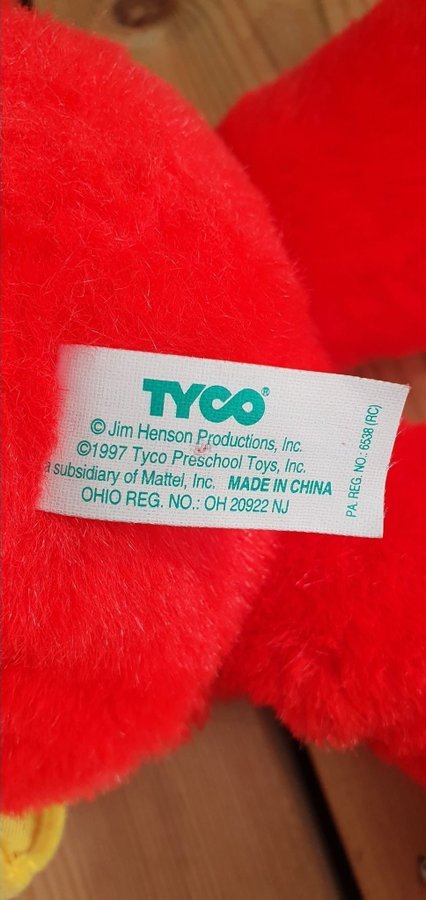 TYCO®
© Jim Henson Productions, Inc.
©1997 Tyco Preschool Toys, Inc.
a subsidiary of Mattel, Inc. MADE IN CHINA
OHIO REG. NO.: OH 20922 NJ
PA. REG. NO.: 6538 (RC)